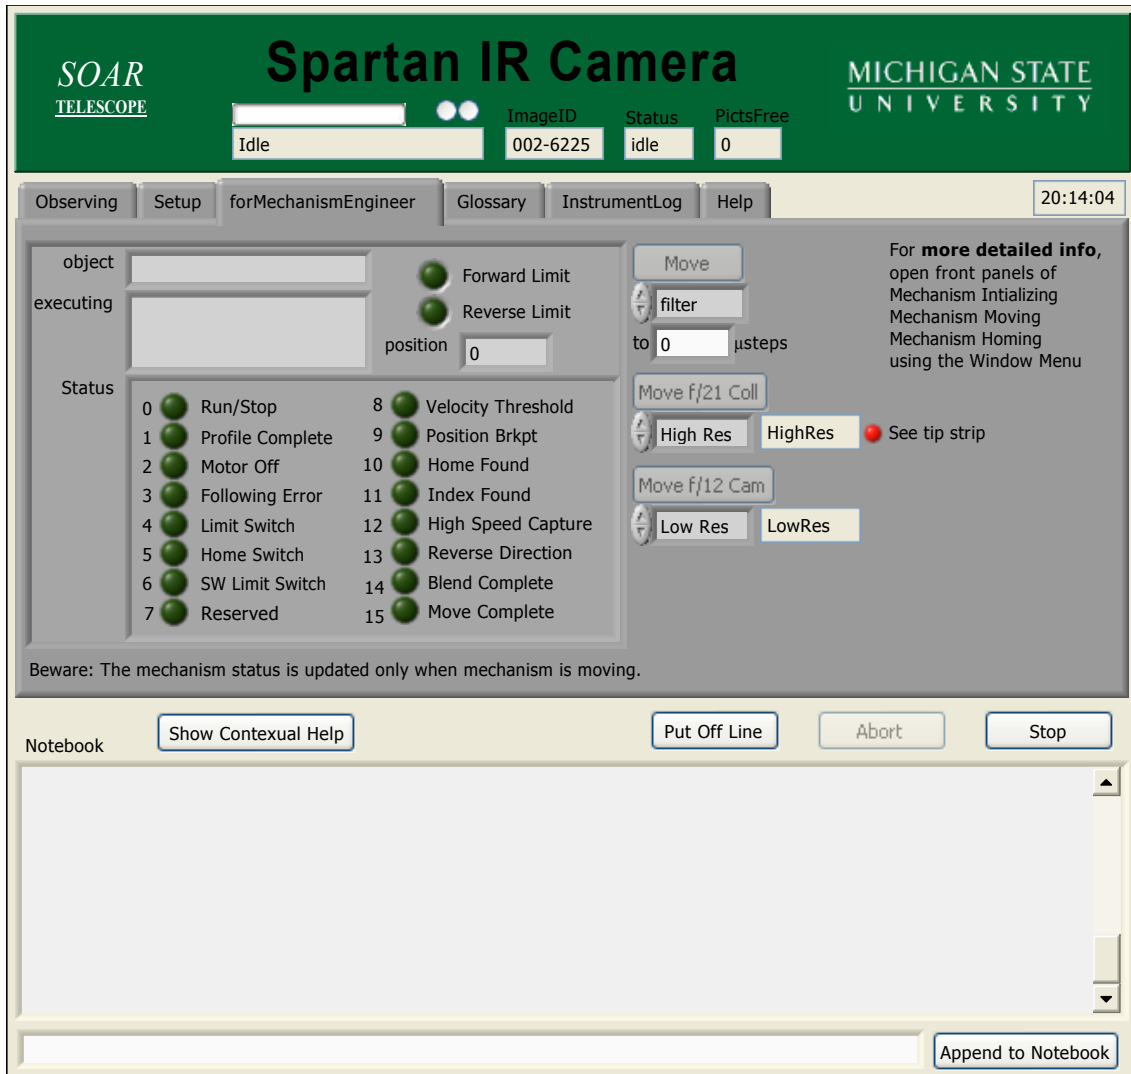 SOAR
TELESCOPE
Spartan IR Camera
MICHIGAN STATE
UNIVERSITY
ImageID Status PictsFree
Idle 002-6225 idle 0
Observing Setup forMechanismEngineer Glossary InstrumentLog Help 20:14:04
object
executing
Forward Limit
Reverse Limit
position 0
Status
0 Run/Stop
1 Profile Complete
2 Motor Off
3 Following Error
4 Limit Switch
5 Home Switch
6 SW Limit Switch
7 Reserved
8 Velocity Threshold
9 Position Brkpt
10 Home Found
11 Index Found
12 High Speed Capture
13 Reverse Direction
14 Blend Complete
15 Move Complete
Move
filter
to 0 μsteps
Move f/21 Coll
High Res HighRes See tip strip
Move f/12 Cam
Low Res LowRes
For more detailed info,
open front panels of
Mechanism Intializing
Mechanism Moving
Mechanism Homing
using the Window Menu
Beware: The mechanism status is updated only when mechanism is moving.
Notebook Show Contexual Help Put Off Line Abort Stop
Append to Notebook